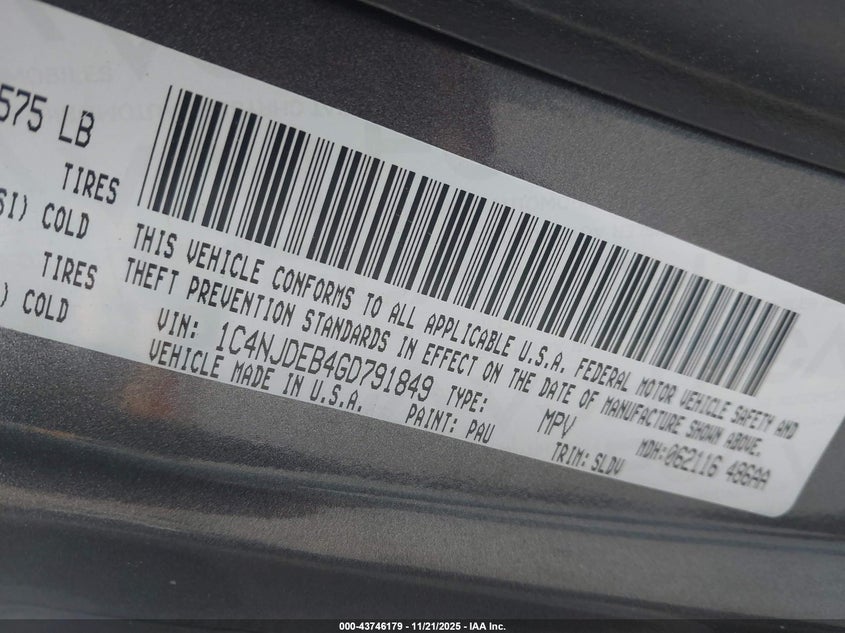 575 LB
TIRES
SI) COLD
TIRES
) COLD
THIS VEHICLE CONFORMS TO ALL APPLICABLE U.S.A. FEDERAL MOTOR VEHICLE SAFETY AND
THEFT PREVENTION STANDARDS IN EFFECT ON THE DATE OF MANUFACTURE SHOWN ABOVE.
VIN: 1C4NJDEB4GD791849 TYPE: MPV MDH:062116 486AA
VEHICLE MADE IN U.S.A. PAINT: PAU TRIM: SLDV
000-43746179 - 11/21/2025 - IAA Inc.